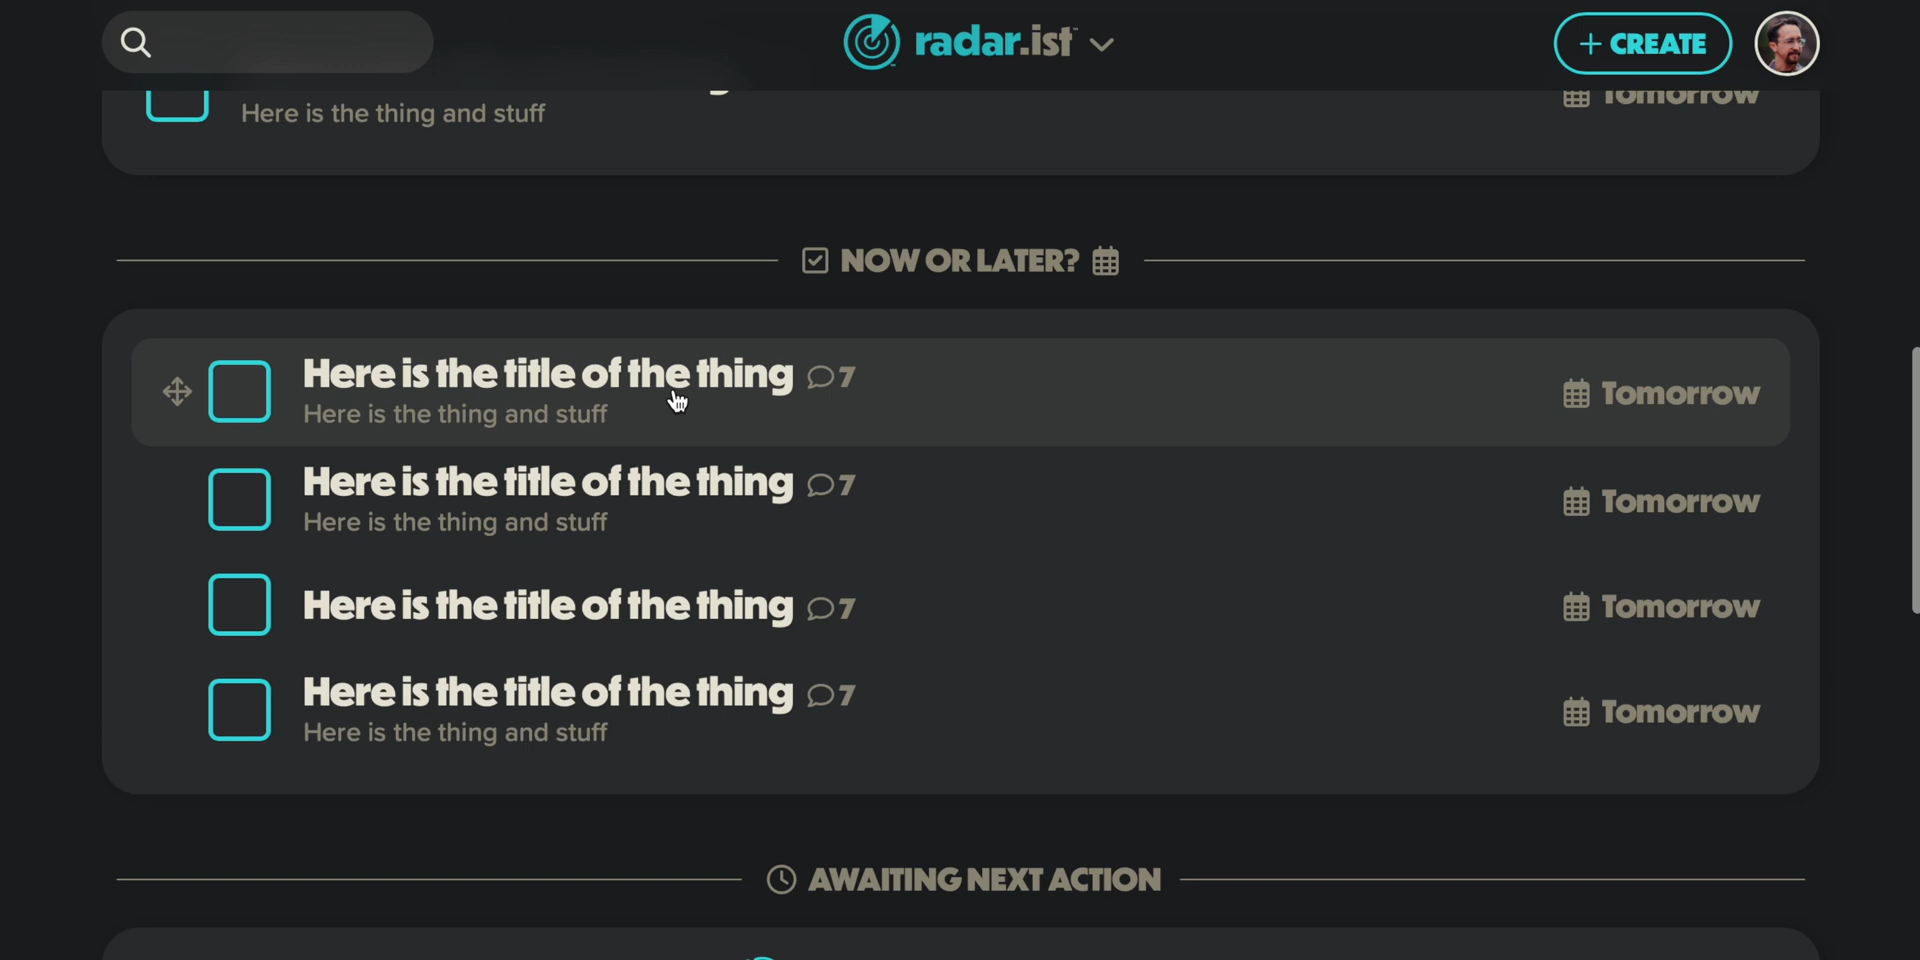 radar.ist™
+ CREATE
Here is the thing and stuff
Tomorrow
NOW OR LATER?
Here is the title of the thing 7
Here is the thing and stuff
Tomorrow
Here is the title of the thing 7
Here is the thing and stuff
Tomorrow
Here is the title of the thing 7
Tomorrow
Here is the title of the thing 7
Here is the thing and stuff
Tomorrow
AWAITING NEXT ACTION